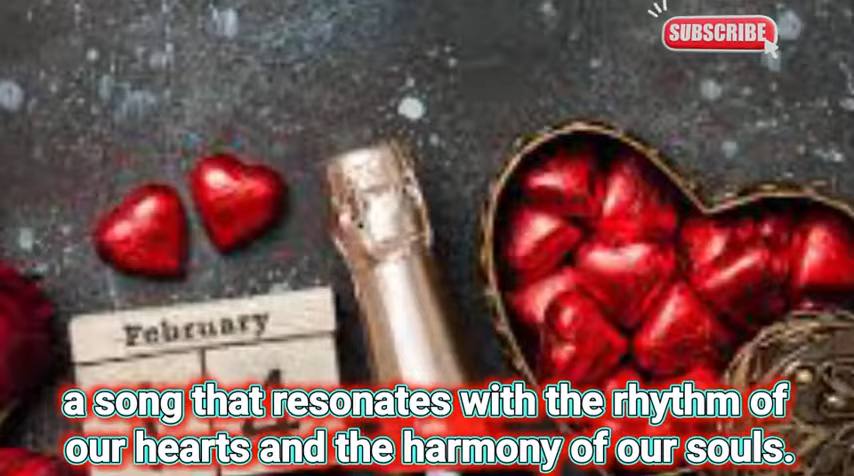 SUBSCRIBE
February
a song that resonates with the rhythm of
our hearts and the harmony of our souls.